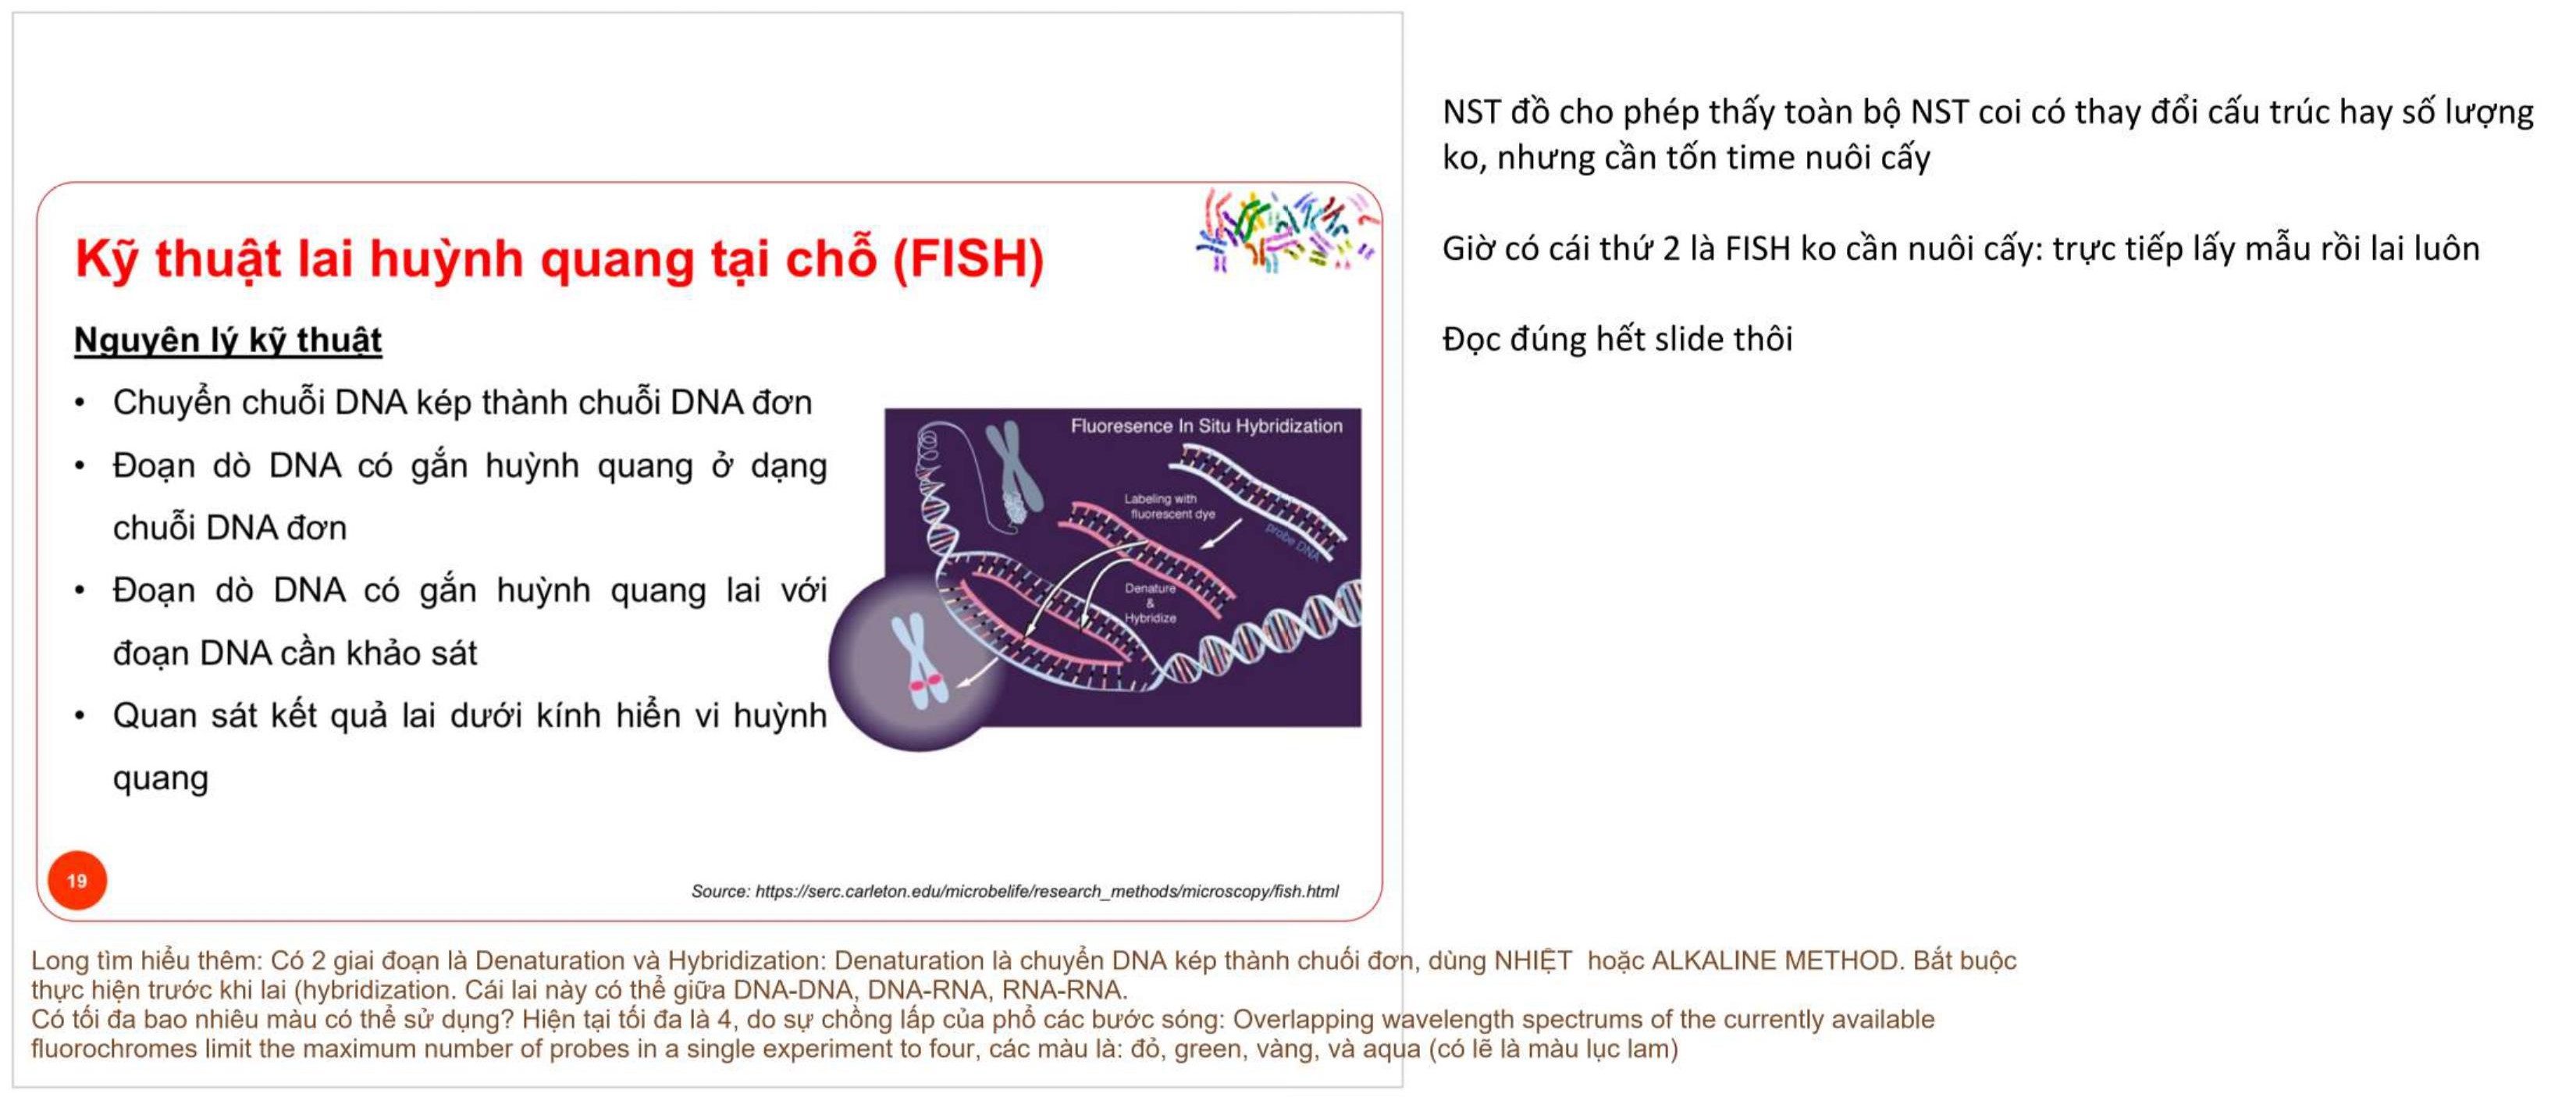 Kỹ thuật lai huỳnh quang tại chỗ (FISH)
Nguyên lý kỹ thuật
• Chuyển chuỗi DNA kép thành chuỗi DNA đơn
• Đoạn dò DNA có gắn huỳnh quang ở dạng
chuỗi DNA đơn
• Đoạn dò DNA có gắn huỳnh quang lai với
đoạn DNA cần khảo sát
• Quan sát kết quả lai dưới kính hiển vi huỳnh
quang
Fluoresence In Situ Hybridization
Labeling with
fluorescent dye
probe DNA
Denature
&
Hybridize
19
Source: https://serc.carleton.edu/microbelife/research_methods/microscopy/fish.html
NST đồ cho phép thấy toàn bộ NST coi có thay đổi cấu trúc hay số lượng
ko, nhưng cần tốn time nuôi cấy
Giờ có cái thứ 2 là FISH ko cần nuôi cấy: trực tiếp lấy mẫu rồi lai luôn
Đọc đúng hết slide thôi
Long tìm hiểu thêm: Có 2 giai đoạn là Denaturation và Hybridization: Denaturation là chuyển DNA kép thành chuối đơn, dùng NHIỆT hoặc ALKALINE METHOD. Bắt buộc
thực hiện trước khi lai (hybridization. Cái lai này có thể giữa DNA-DNA, DNA-RNA, RNA-RNA.
Có tối đa bao nhiêu màu có thể sử dụng? Hiện tại tối đa là 4, do sự chồng lấp của phổ các bước sóng: Overlapping wavelength spectrums of the currently available
fluorochromes limit the maximum number of probes in a single experiment to four, các màu là: đỏ, green, vàng, và aqua (có lẽ là màu lục lam)